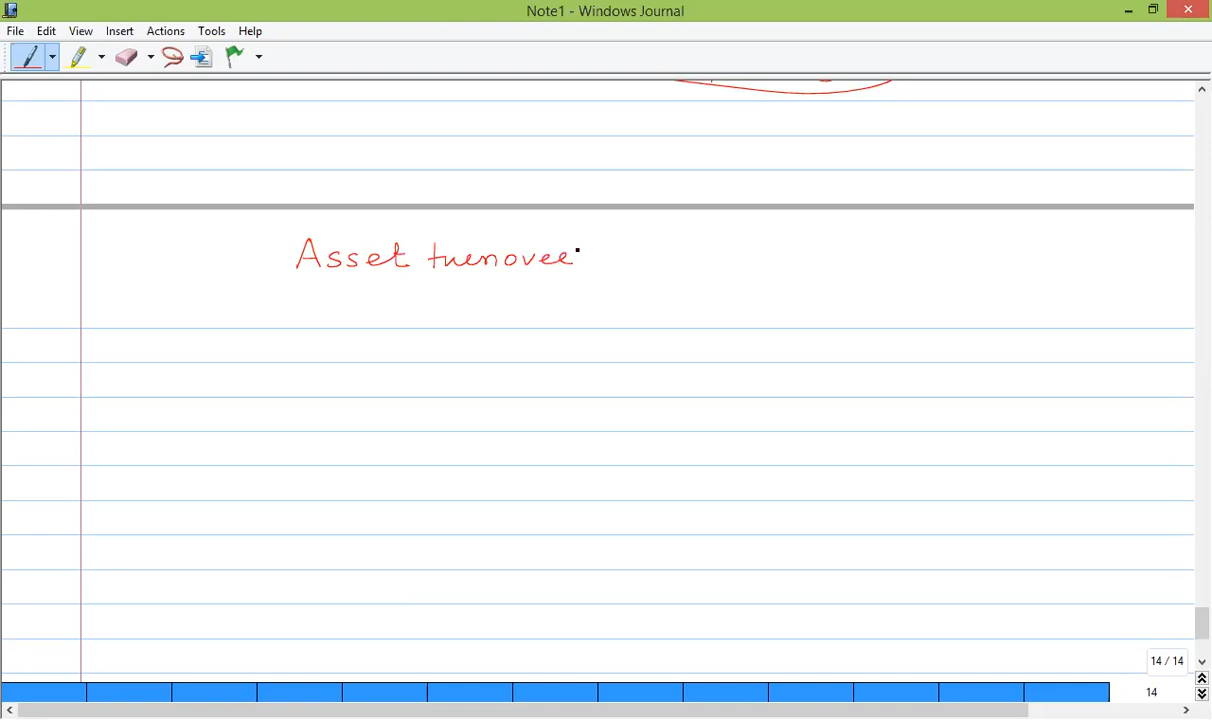 Note1 - Windows Journal
File Edit View Insert Actions Tools Help
Asset turnover
14 / 14
14